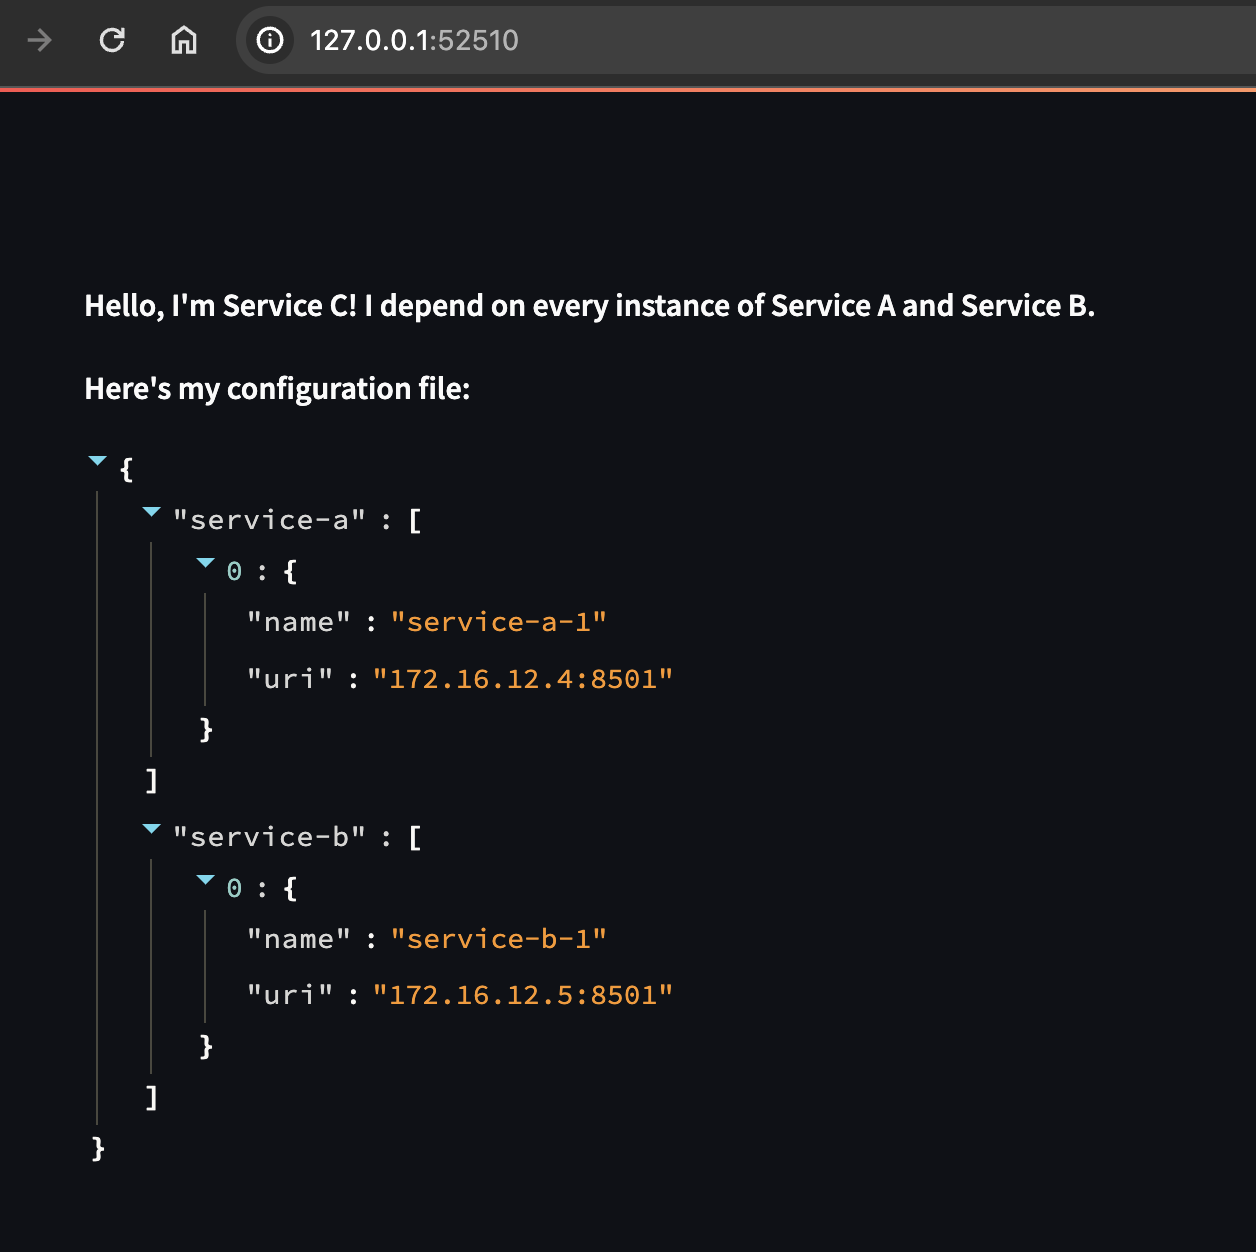 127.0.0.1:52510
Hello, I'm Service C! I depend on every instance of Service A and Service B.
Here's my configuration file:
{
"service-a" : [
0 : {
"name" : "service-a-1"
"uri" : "172.16.12.4:8501"
}
]
"service-b" : [
0 : {
"name" : "service-b-1"
"uri" : "172.16.12.5:8501"
}
]
}